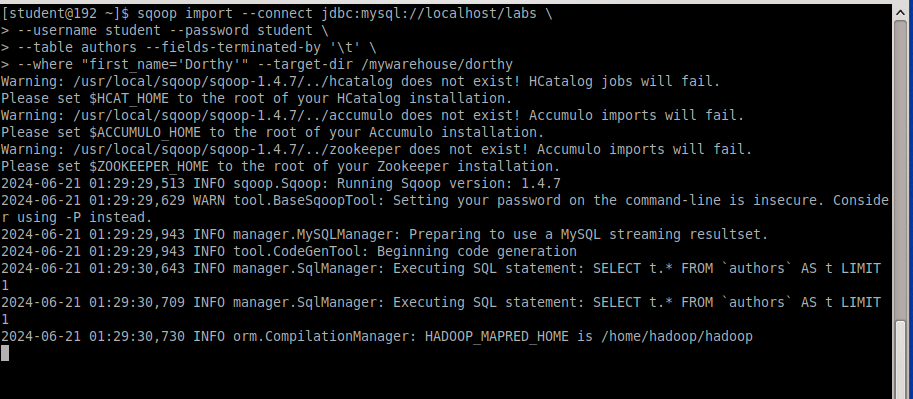 [student@192 ~]$ sqoop import --connect jdbc:mysql://localhost/labs \
> --username student --password student \
> --table authors --fields-terminated-by '\t' \
> --where "first_name='Dorthy'" --target-dir /mywarehouse/dorthy
Warning: /usr/local/sqoop/sqoop-1.4.7/../hcatalog does not exist! HCatalog jobs will fail.
Please set $HCAT_HOME to the root of your HCatalog installation.
Warning: /usr/local/sqoop/sqoop-1.4.7/../accumulo does not exist! Accumulo imports will fail.
Please set $ACCUMULO_HOME to the root of your Accumulo installation.
Warning: /usr/local/sqoop/sqoop-1.4.7/../zookeeper does not exist! Accumulo imports will fail.
Please set $ZOOKEEPER_HOME to the root of your Zookeeper installation.
2024-06-21 01:29:29,513 INFO sqoop.Sqoop: Running Sqoop version: 1.4.7
2024-06-21 01:29:29,629 WARN tool.BaseSqoopTool: Setting your password on the command-line is insecure. Conside
r using -P instead.
2024-06-21 01:29:29,943 INFO manager.MySQLManager: Preparing to use a MySQL streaming resultset.
2024-06-21 01:29:29,943 INFO tool.CodeGenTool: Beginning code generation
2024-06-21 01:29:30,643 INFO manager.SqlManager: Executing SQL statement: SELECT t.* FROM `authors` AS t LIMIT
1
2024-06-21 01:29:30,709 INFO manager.SqlManager: Executing SQL statement: SELECT t.* FROM `authors` AS t LIMIT
1
2024-06-21 01:29:30,730 INFO orm.CompilationManager: HADOOP_MAPRED_HOME is /home/hadoop/hadoop